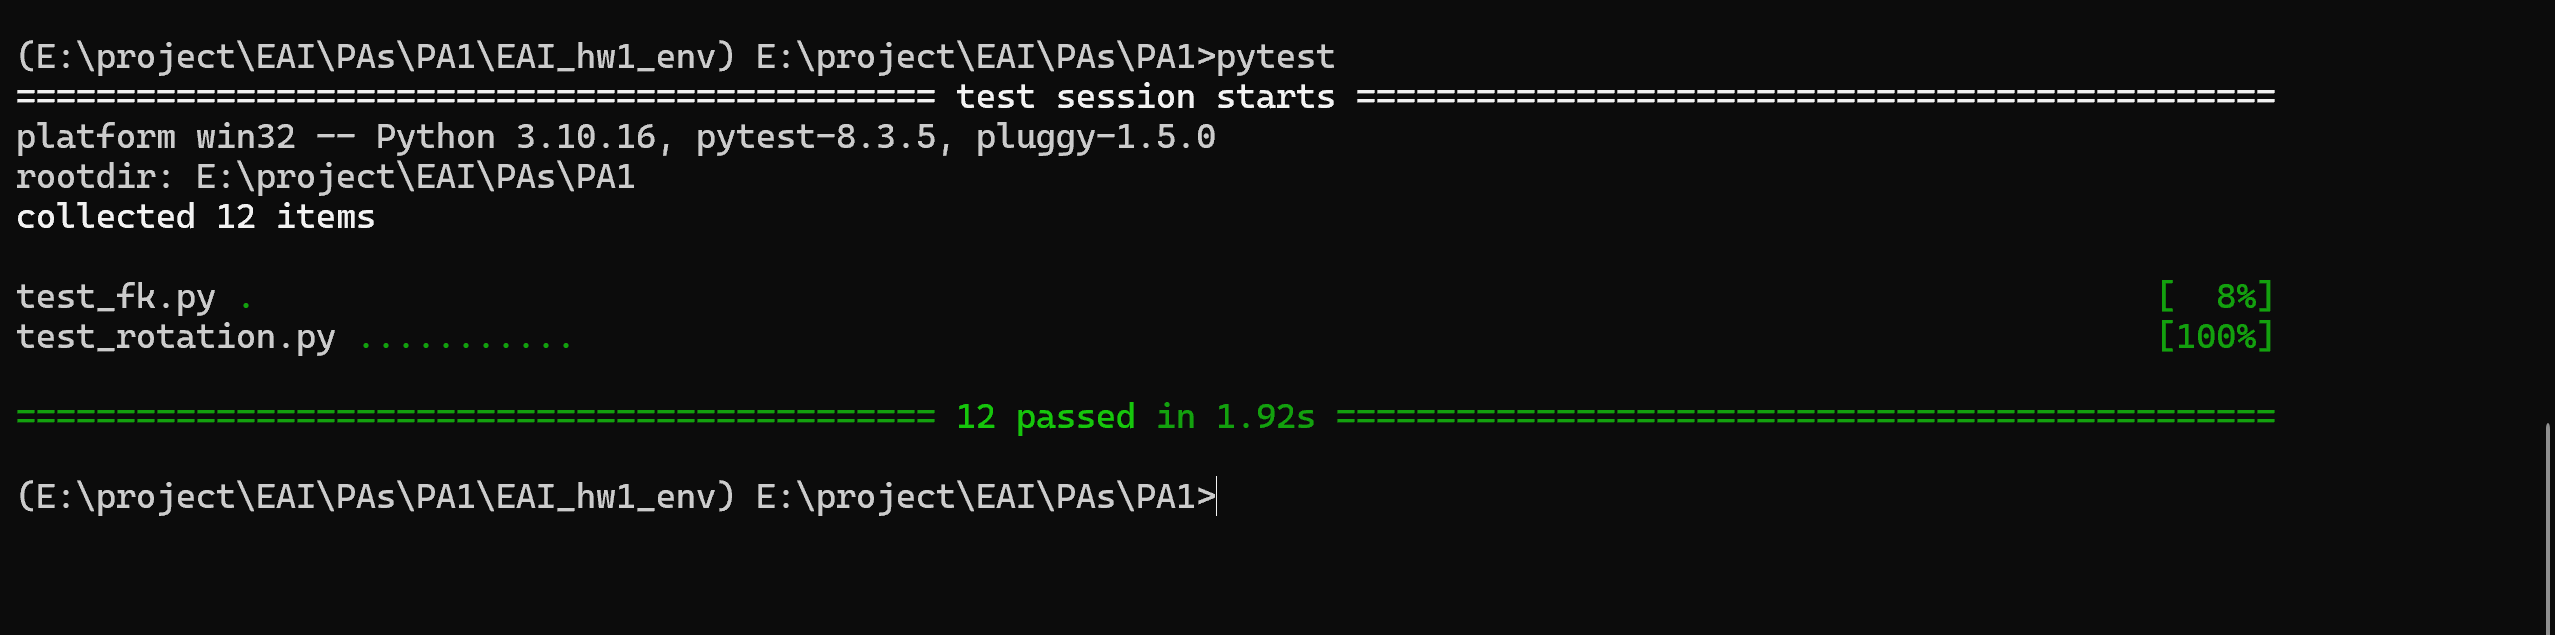 (E:\project\EAI\PAs\PA1\EAI_hw1_env) E:\project\EAI\PAs\PA1>pytest
============================================== test session starts ==============================================
platform win32 -- Python 3.10.16, pytest-8.3.5, pluggy-1.5.0
rootdir: E:\project\EAI\PAs\PA1
collected 12 items
test_fk.py . [  8%]
test_rotation.py ........... [100%]
============================================== 12 passed in 1.92s ===============================================
(E:\project\EAI\PAs\PA1\EAI_hw1_env) E:\project\EAI\PAs\PA1>